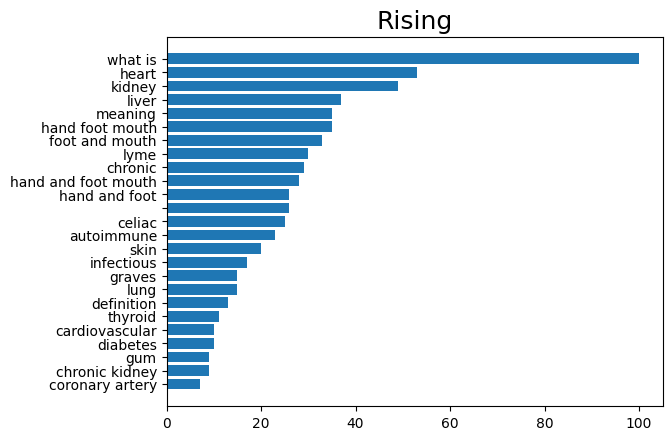 Rising
what is
heart
kidney
liver
meaning
hand foot mouth
foot and mouth
lyme
chronic
hand and foot mouth
hand and foot
celiac
autoimmune
skin
infectious
graves
lung
definition
thyroid
cardiovascular
diabetes
gum
chronic kidney
coronary artery
0 20 40 60 80 100